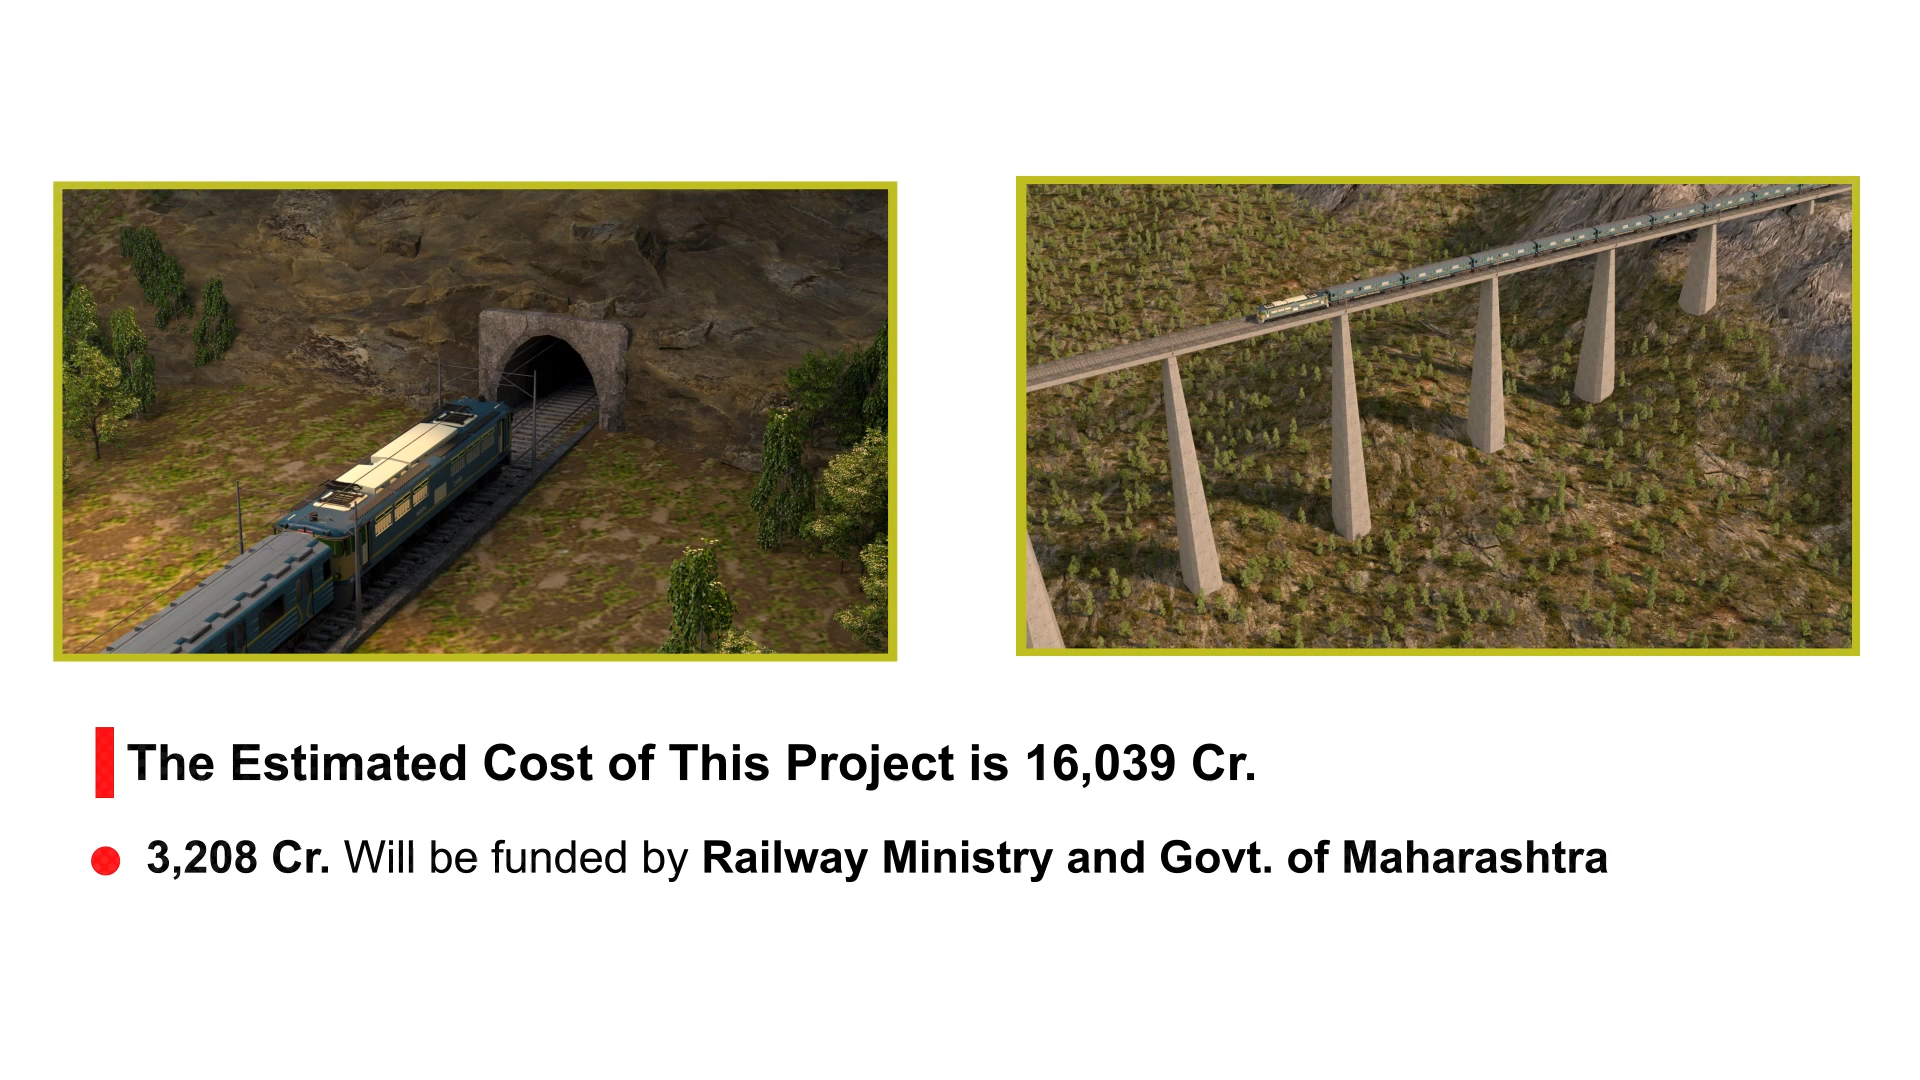 The Estimated Cost of This Project is 16,039 Cr.
3,208 Cr. Will be funded by Railway Ministry and Govt. of Maharashtra